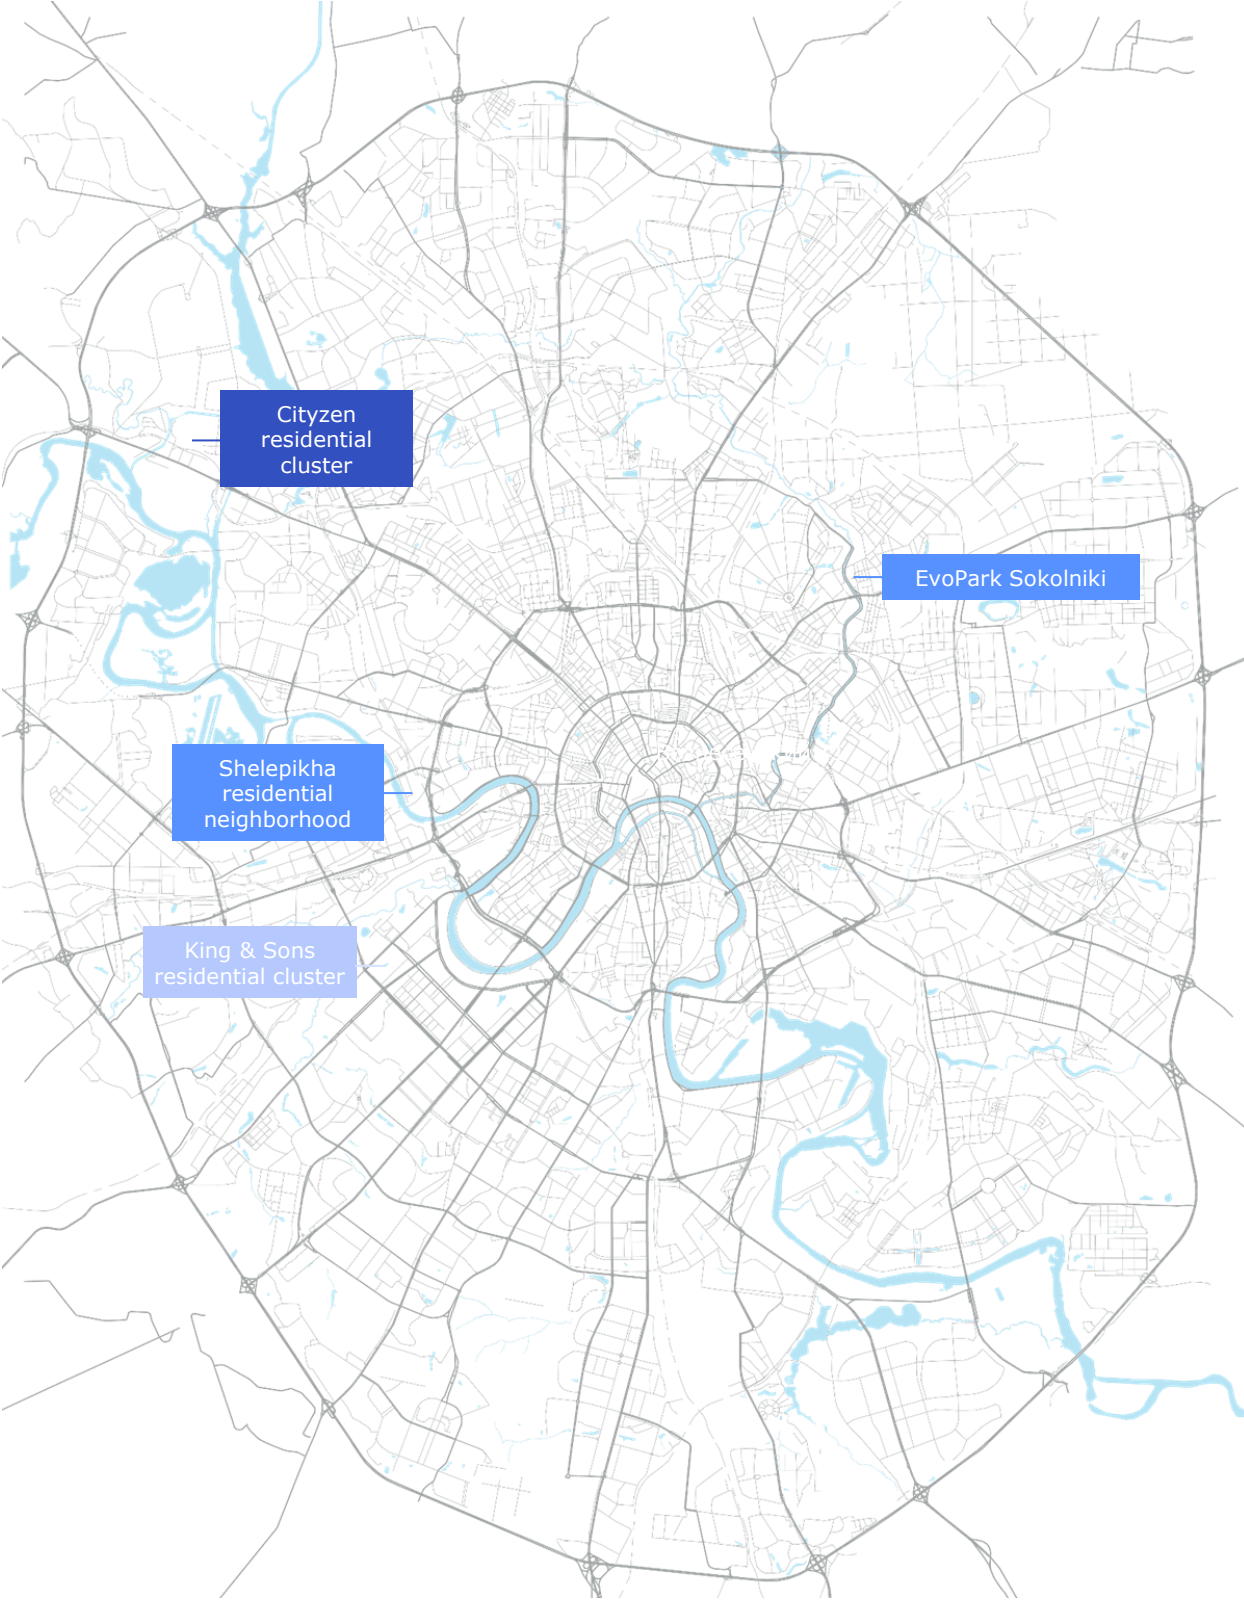 Cityzen
residential
cluster
EvoPark Sokolniki
Shelepikha
residential
neighborhood
King & Sons
residential cluster